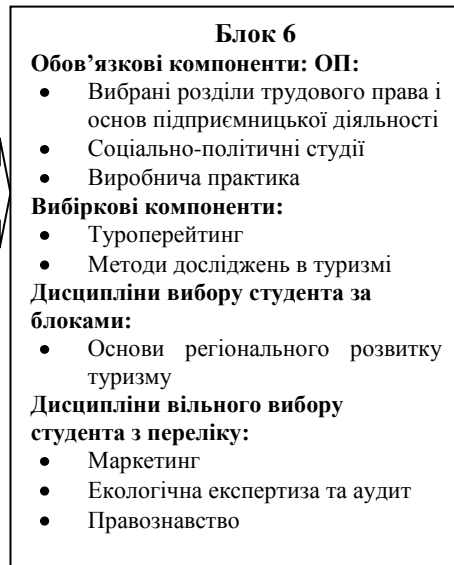 Блок 6
Обов’язкові компоненти: ОП:
• Вибрані розділи трудового права і
основ підприємницької діяльності
• Соціально-політичні студії
• Виробнича практика
Вибіркові компоненти:
• Туроперейтинг
• Методи досліджень в туризмі
Дисципліни вибору студента за
блоками:
• Основи регіонального розвитку
туризму
Дисципліни вільного вибору
студента з переліку:
• Маркетинг
• Екологічна експертиза та аудит
• Правознавство